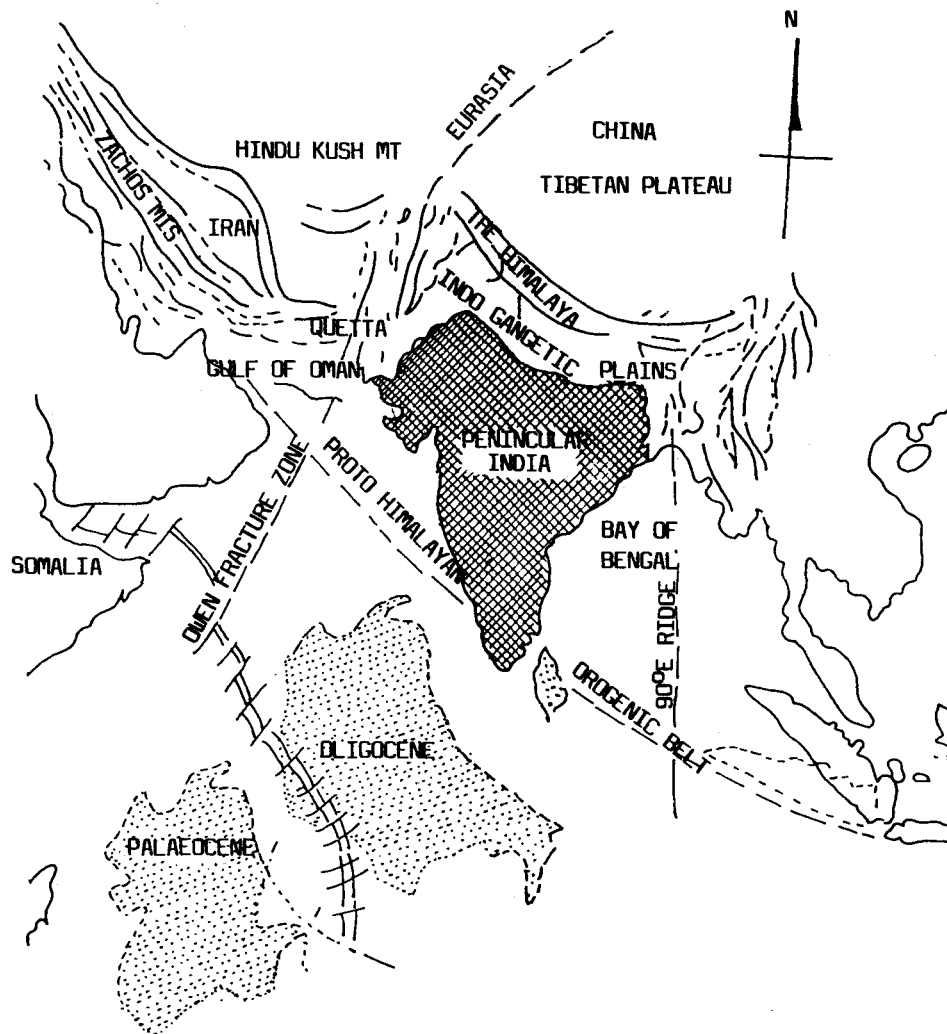 N
EURASIA
CHINA
HINDU KUSH MT
TIBETAN PLATEAU
ZACHOS MTS
IRAN
THE HIMALAYA
INDO GANGETIC PLAINS
QUETTA
GULF OF OMAN
PENINCULAR
INDIA
PROTO HIMALAYAN
OWEN FRACTURE ZONE
BAY OF
BENGAL
SOMALIA
90°E RIDGE
OROGENIC BELT
OLIGOCENE
PALAEOCENE